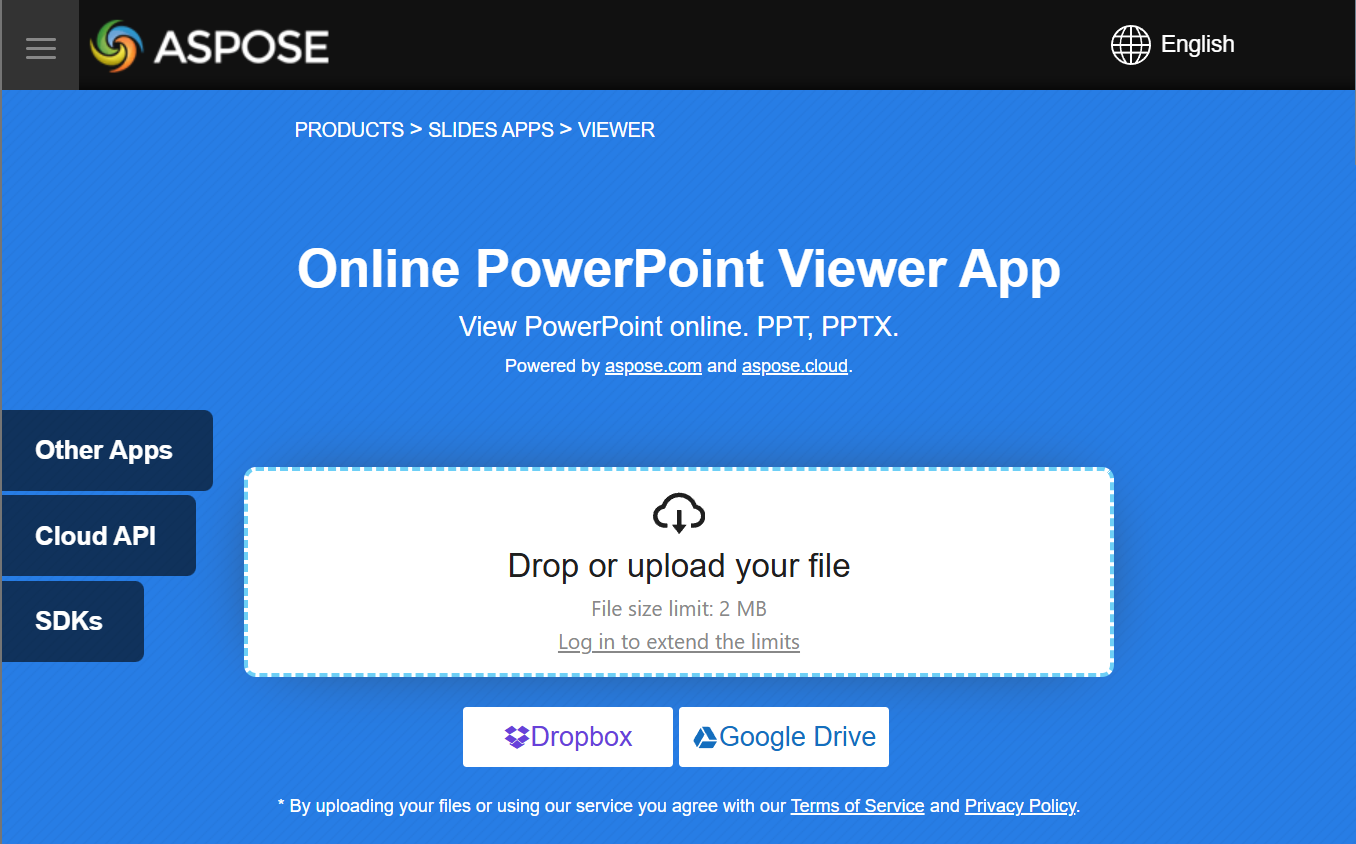 ASPOSE
English
PRODUCTS > SLIDES APPS > VIEWER
Online PowerPoint Viewer App
View PowerPoint online. PPT, PPTX.
Powered by aspose.com and aspose.cloud.
Other Apps
Cloud API
SDKs
Drop or upload your file
File size limit: 2 MB
Log in to extend the limits
Dropbox
Google Drive
* By uploading your files or using our service you agree with our Terms of Service and Privacy Policy.